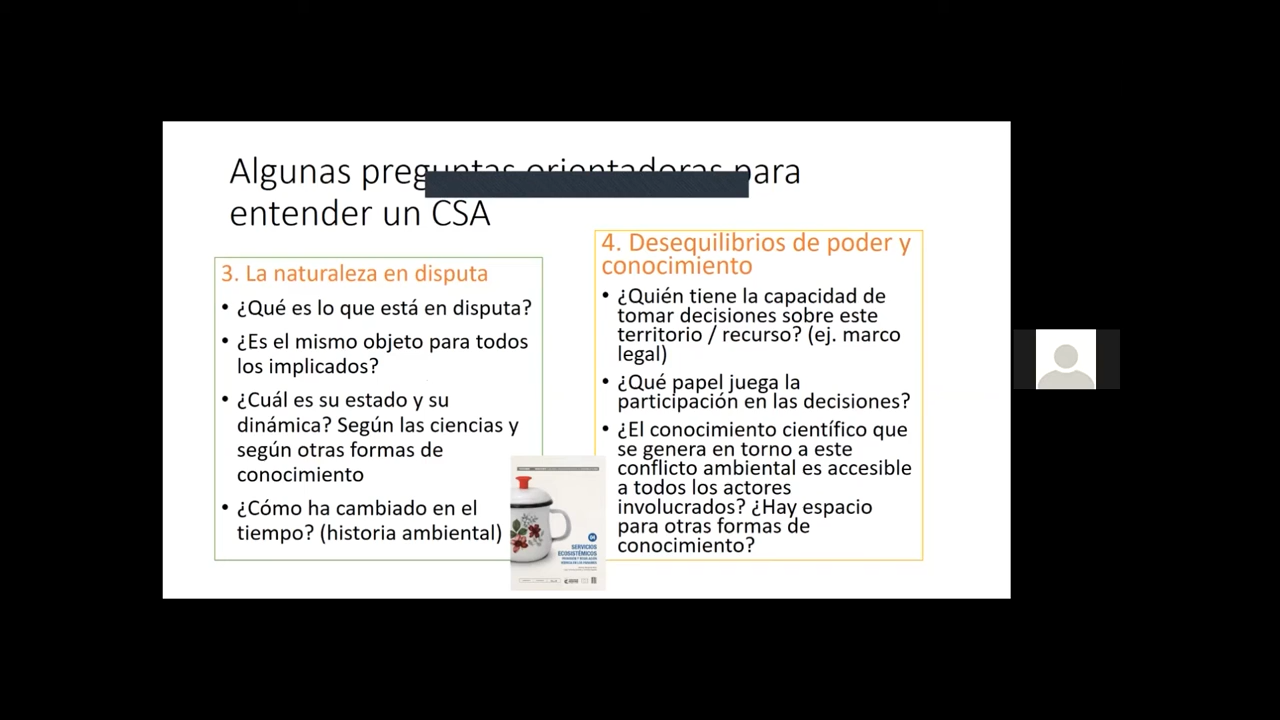 Algunas preguntas orientadoras para
entender un CSA
3. La naturaleza en disputa
• ¿Qué es lo que está en disputa?
• ¿Es el mismo objeto para todos
los implicados?
• ¿Cuál es su estado y su
dinámica? Según las ciencias y
según otras formas de
conocimiento
• ¿Cómo ha cambiado en el
tiempo? (historia ambiental)
4. Desequilibrios de poder y
conocimiento
• ¿Quién tiene la capacidad de
tomar decisiones sobre este
territorio / recurso? (ej. marco
legal)
• ¿Qué papel juega la
participación en las decisiones?
• ¿El conocimiento científico que
se genera en torno a este
conflicto ambiental es accesible
a todos los actores
involucrados? ¿Hay espacio
para otras formas de
conocimiento?
SERVICIOS
ECOSISTÉMICOS